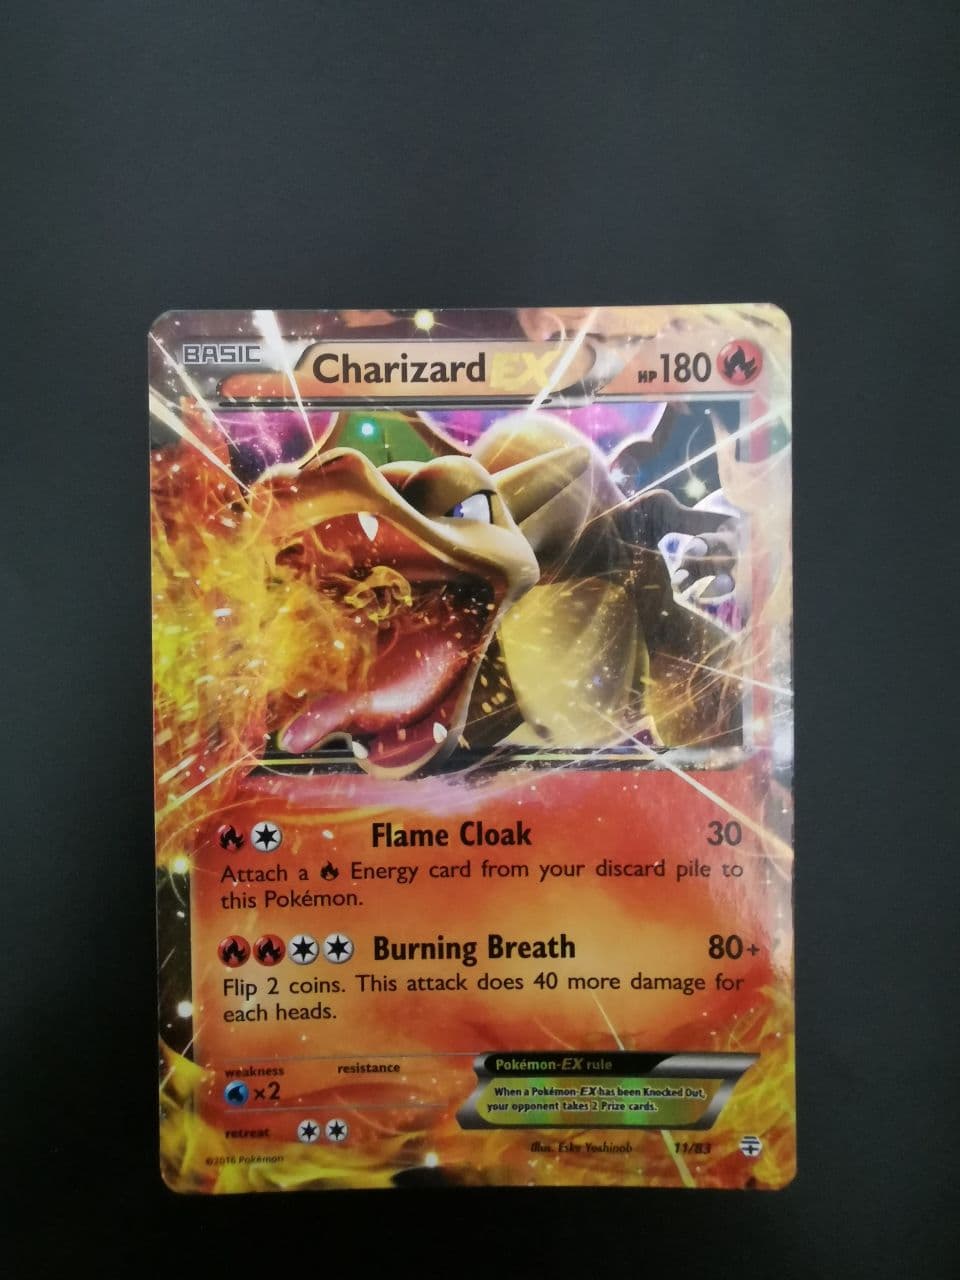 BASIC
Charizard EX
HP 180
Flame Cloak 30
Attach a Energy card from your discard pile to
this Pokémon.
Burning Breath 80+
Flip 2 coins. This attack does 40 more damage for
each heads.
weakness resistance
×2
Pokémon-EX rule
When a Pokémon-EX has been Knocked Out,
your opponent takes 2 Prize cards.
retreat
Illus. Eske Yoshinob 11/83
©2016 Pokémon